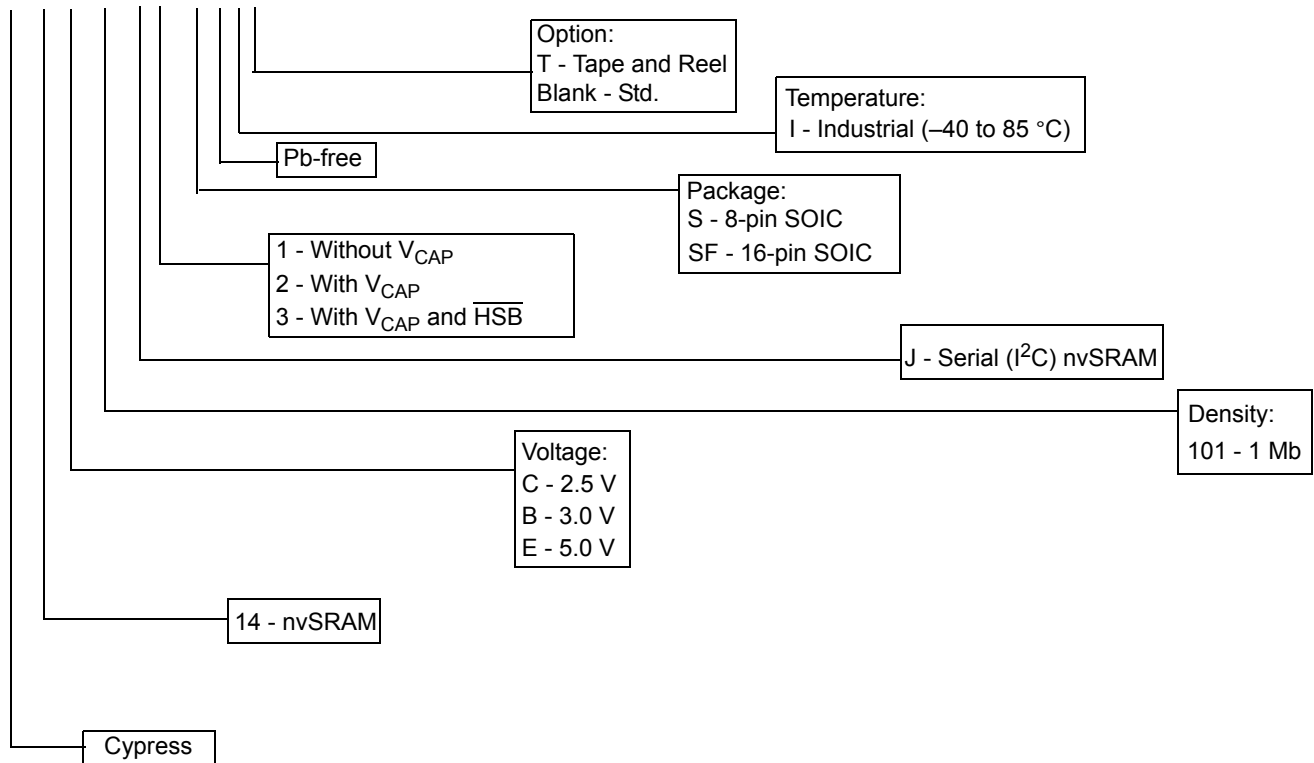 Option:
T - Tape and Reel
Blank - Std.
Temperature:
I - Industrial (–40 to 85 °C)
Pb-free
Package:
S - 8-pin SOIC
SF - 16-pin SOIC
1 - Without VCAP
2 - With VCAP
3 - With VCAP and HSB
J - Serial (I²C) nvSRAM
Density:
101 - 1 Mb
Voltage:
C - 2.5 V
B - 3.0 V
E - 5.0 V
14 - nvSRAM
Cypress